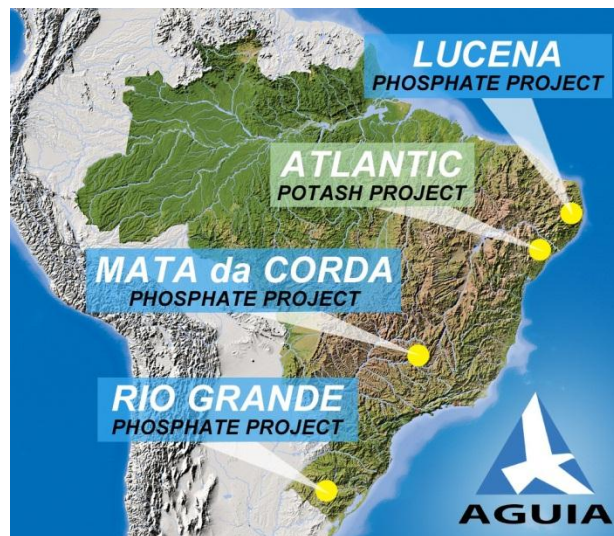 LUCENA
PHOSPHATE PROJECT
ATLANTIC
POTASH PROJECT
MATA da CORDA
PHOSPHATE PROJECT
RIO GRANDE
PHOSPHATE PROJECT
AGUIA